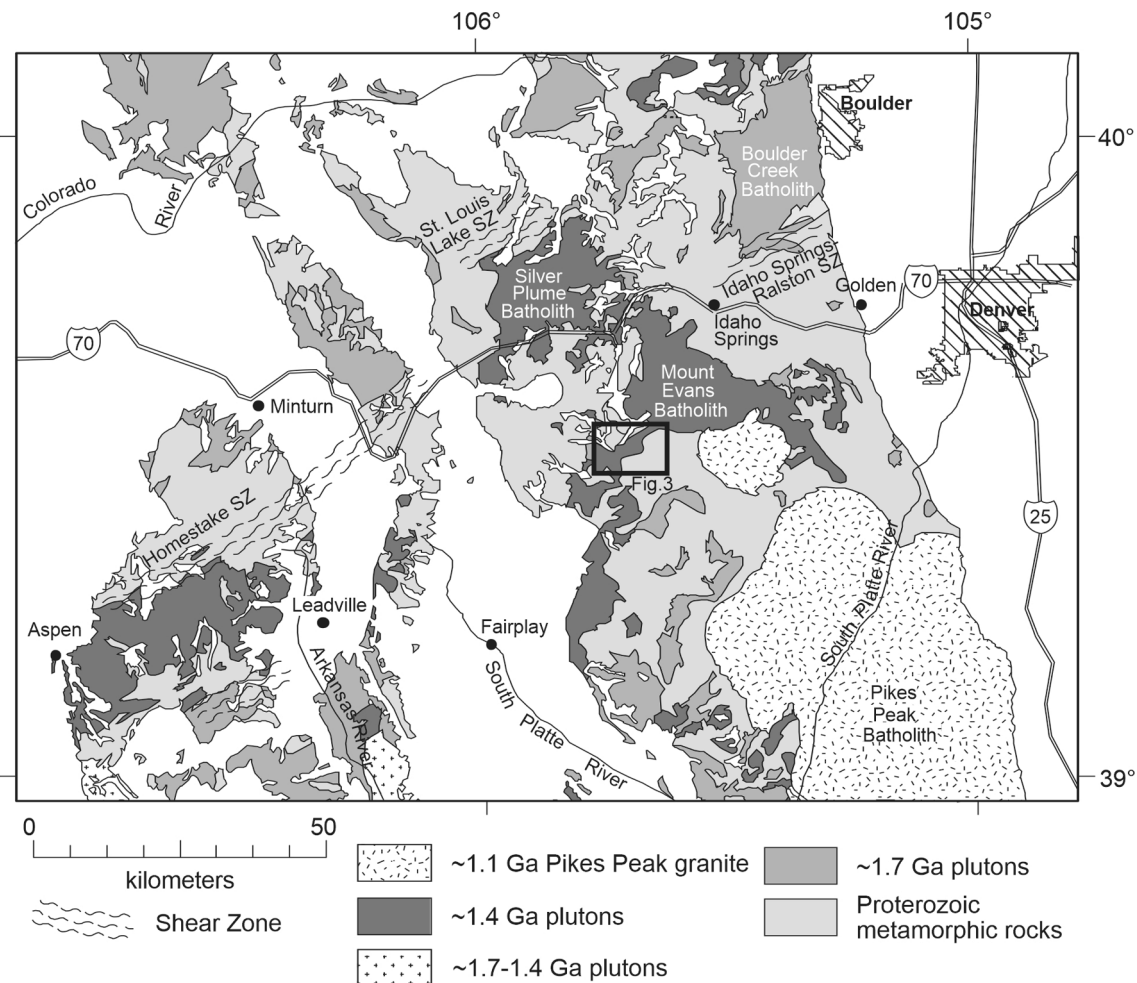 106°
105°
Boulder
40°
Boulder
Creek
Batholith
Colorado
River
St. Louis
Lake SZ
Idaho Springs-
Ralston SZ
Silver
Plume
Batholith
70
Golden
Denver
Idaho
Springs
70
Mount
Evans
Batholith
Minturn
Fig.3
25
Homestake SZ
South Platte River
Leadville
Aspen
Fairplay
Arkansas River
South
Platte
River
Pikes
Peak
Batholith
39°
0
50
kilometers
Shear Zone
~1.1 Ga Pikes Peak granite
~1.4 Ga plutons
~1.7-1.4 Ga plutons
~1.7 Ga plutons
Proterozoic
metamorphic rocks